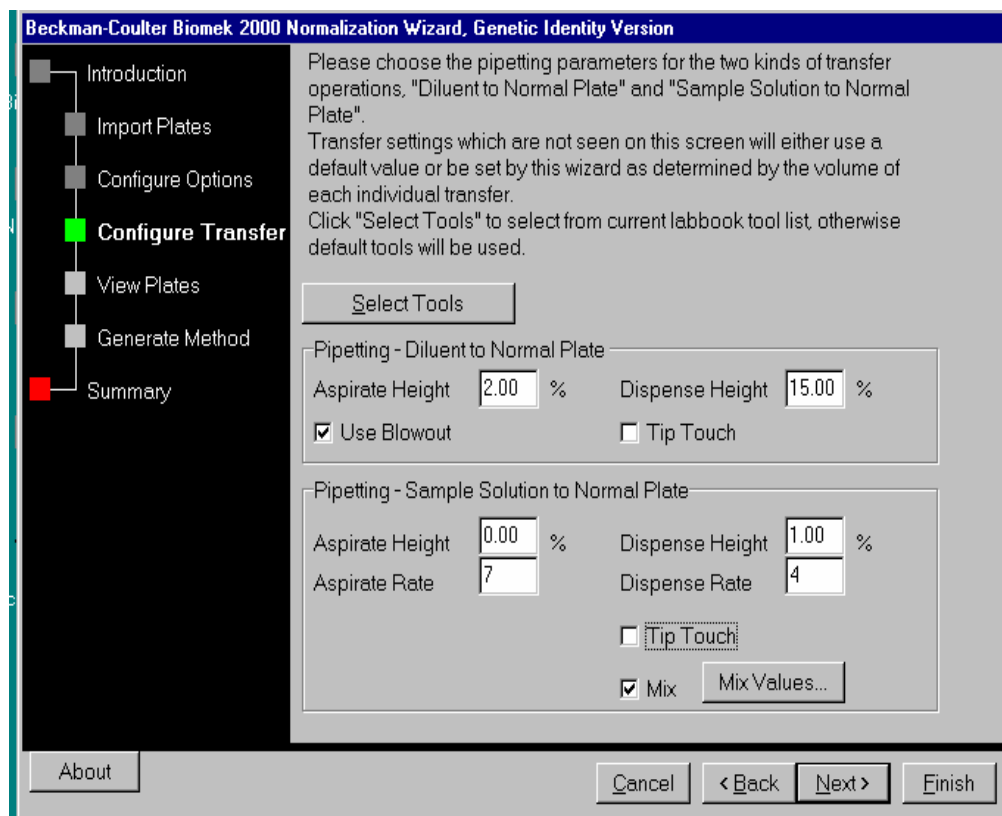 Beckman-Coulter Biomek 2000 Normalization Wizard, Genetic Identity Version
Introduction
Import Plates
Configure Options
Configure Transfer
View Plates
Generate Method
Summary
Please choose the pipetting parameters for the two kinds of transfer
operations, "Diluent to Normal Plate" and "Sample Solution to Normal
Plate".
Transfer settings which are not seen on this screen will either use a
default value or be set by this wizard as determined by the volume of
each individual transfer.
Click "Select Tools" to select from current labbook tool list, otherwise
default tools will be used.
Select Tools
Pipetting - Diluent to Normal Plate
Aspirate Height 2.00 % Dispense Height 15.00 %
Use Blowout Tip Touch
Pipetting - Sample Solution to Normal Plate
Aspirate Height 0.00 % Dispense Height 1.00 %
Aspirate Rate 7 Dispense Rate 4
Tip Touch
Mix Mix Values...
About
Cancel < Back Next > Finish